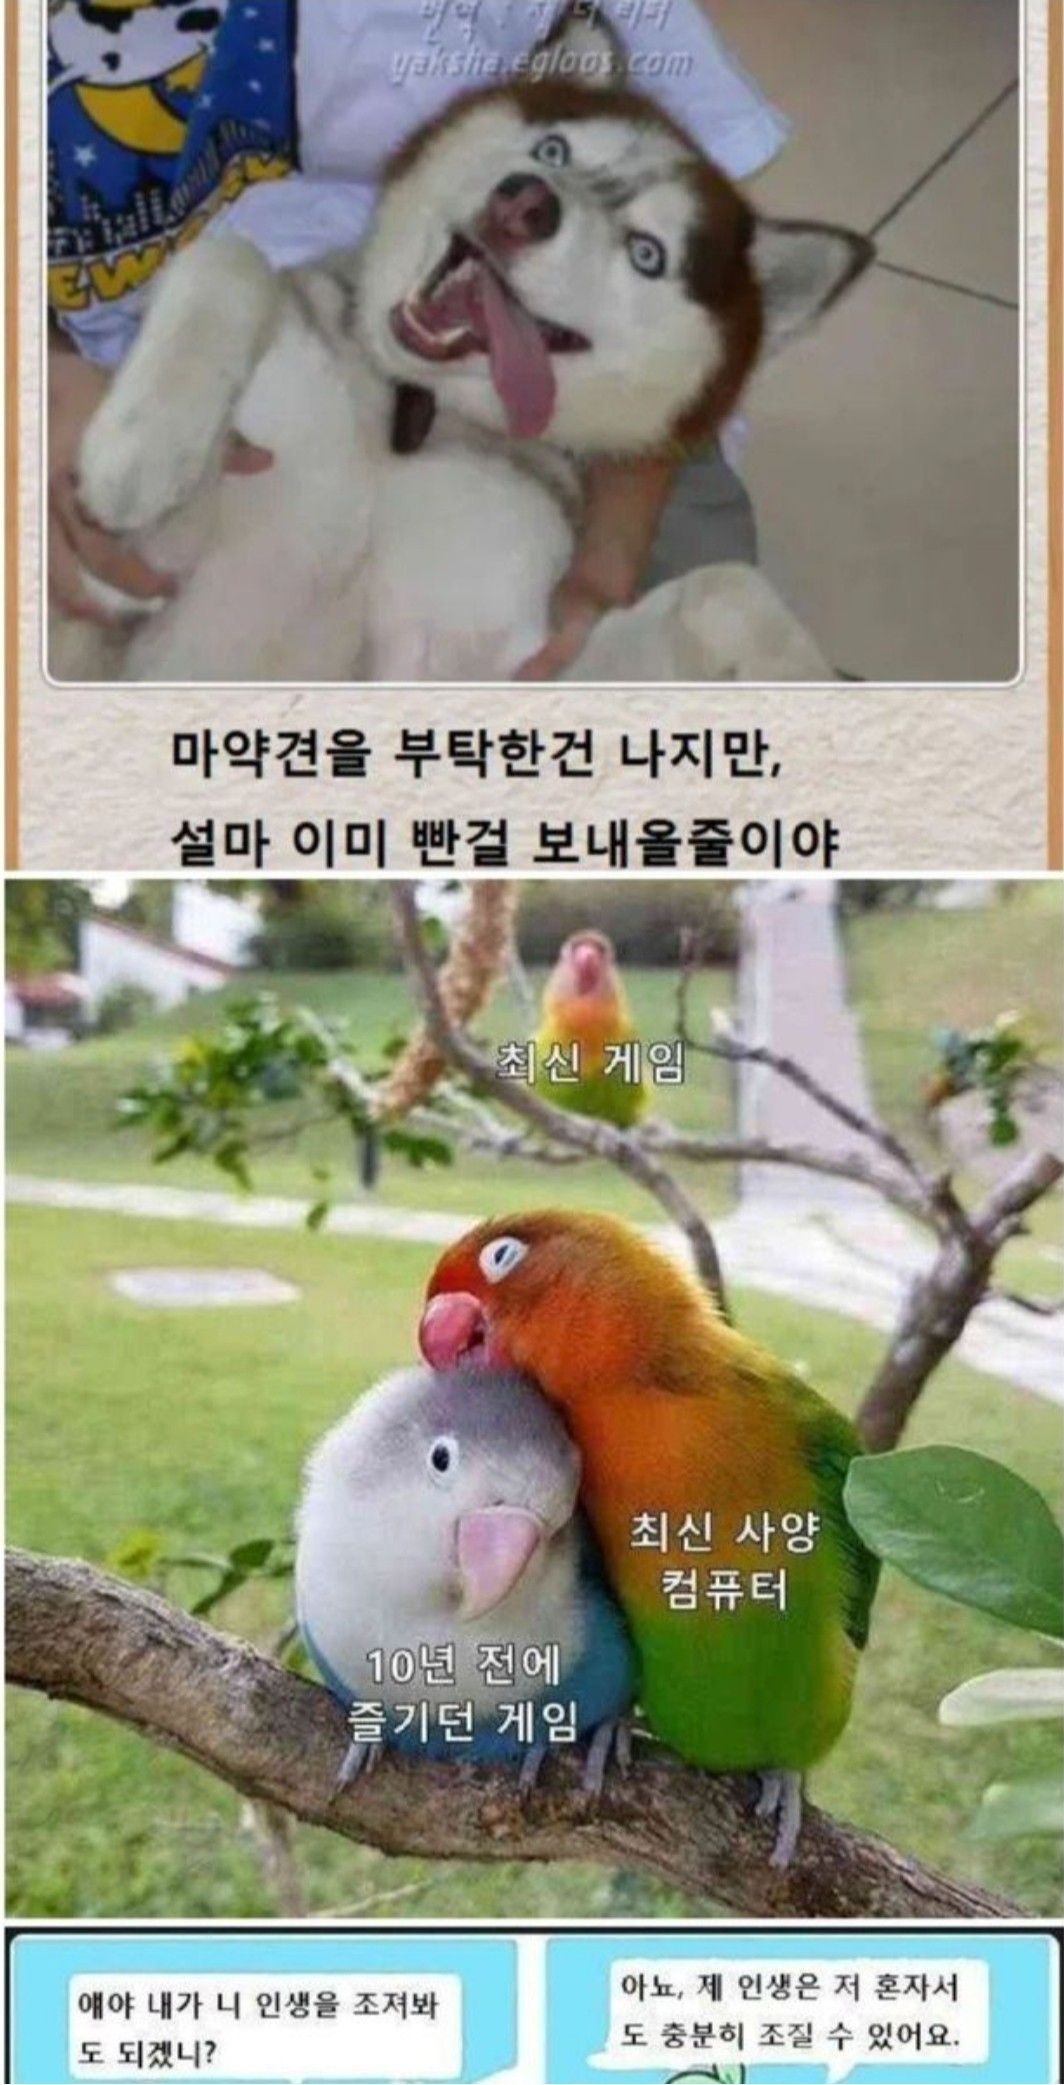 yaksha.egloos.com
마약견을 부탁한건 나지만,
설마 이미 빤걸 보내올줄이야
최신 게임
최신 사양
컴퓨터
10년 전에
즐기던 게임
얘야 내가 니 인생을 조져봐
도 되겠니?
아뇨, 제 인생은 저 혼자서
도 충분히 조질 수 있어요.